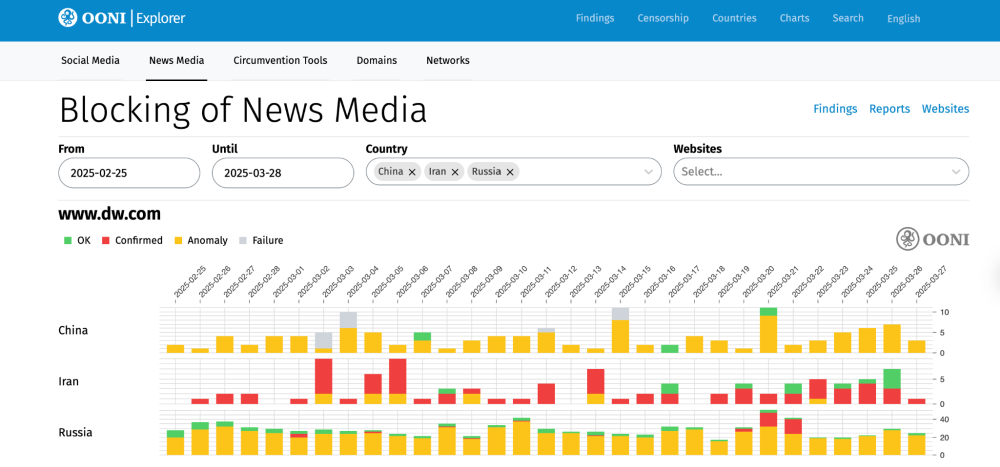 OONI Explorer Findings Censorship Countries Charts Search English
Social Media News Media Circumvention Tools Domains Networks
Blocking of News Media
Findings Reports Websites
From Until Country Websites
2025-02-25 2025-03-28 China × Iran × Russia × Select...
www.dw.com
OK Confirmed Anomaly Failure
OONI
2025-02-25 2025-02-26 2025-02-27 2025-02-28 2025-03-01 2025-03-02 2025-03-03 2025-03-04 2025-03-05 2025-03-06 2025-03-07 2025-03-08 2025-03-09 2025-03-10 2025-03-11 2025-03-12 2025-03-13 2025-03-14 2025-03-15 2025-03-16 2025-03-17 2025-03-18 2025-03-19 2025-03-20 2025-03-21 2025-03-22 2025-03-23 2025-03-24 2025-03-25 2025-03-26 2025-03-27
10
China
5
0
Iran
5
0
40
Russia
20
0